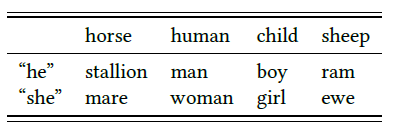 horse human child sheep
“he” stallion man boy ram
“she” mare woman girl ewe